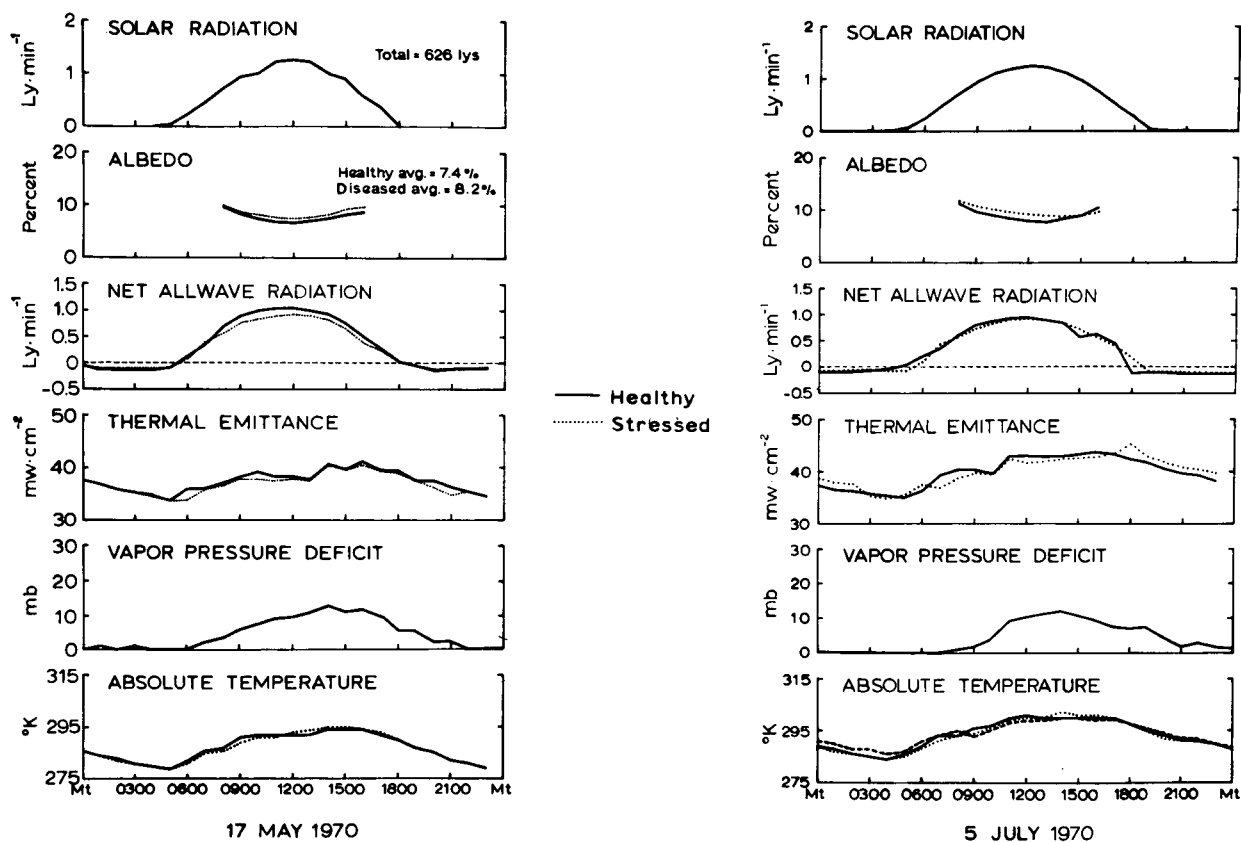 SOLAR RADIATION
Total = 626 lys
Ly·min⁻¹
2
1
0
ALBEDO
Healthy avg. = 7.4%
Diseased avg. = 8.2%
Percent
20
10
0
NET ALLWAVE RADIATION
Ly·min⁻¹
1.5
1.0
0.5
0
-0.5
THERMAL EMITTANCE
mw·cm⁻²
50
40
30
VAPOR PRESSURE DEFICIT
mb
30
20
10
0
ABSOLUTE TEMPERATURE
°K
315
295
275
Mt 0300 0600 0900 1200 1500 1800 2100 Mt
17 MAY 1970
Healthy
Stressed
SOLAR RADIATION
Ly·min⁻¹
2
1
0
ALBEDO
Percent
20
10
0
NET ALLWAVE RADIATION
Ly·min⁻¹
1.5
1.0
0.5
0
-0.5
THERMAL EMITTANCE
mw·cm⁻²
50
40
30
VAPOR PRESSURE DEFICIT
mb
30
20
10
0
ABSOLUTE TEMPERATURE
°K
315
295
275
Mt 0300 0600 0900 1200 1500 1800 2100 Mt
5 JULY 1970